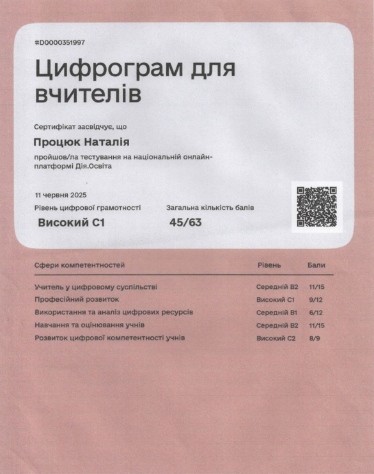 #D0000351997
Цифрограм для
вчителів
Сертифікат засвідчує, що
Процюк Наталія
пройшов/ла тестування на національній онлайн-
платформі Дія.Освіта
11 червня 2025
Рівень цифрової грамотності Загальна кількість балів
Високий C1 45/63
Сфери компетентностей Рівень Бали
Учитель у цифровому суспільстві Середній B2 11/15
Професійний розвиток Високий C1 9/12
Використання та аналіз цифрових ресурсів Середній B1 6/12
Навчання та оцінювання учнів Середній B2 11/15
Розвиток цифрової компетентності учнів Високий C2 8/9